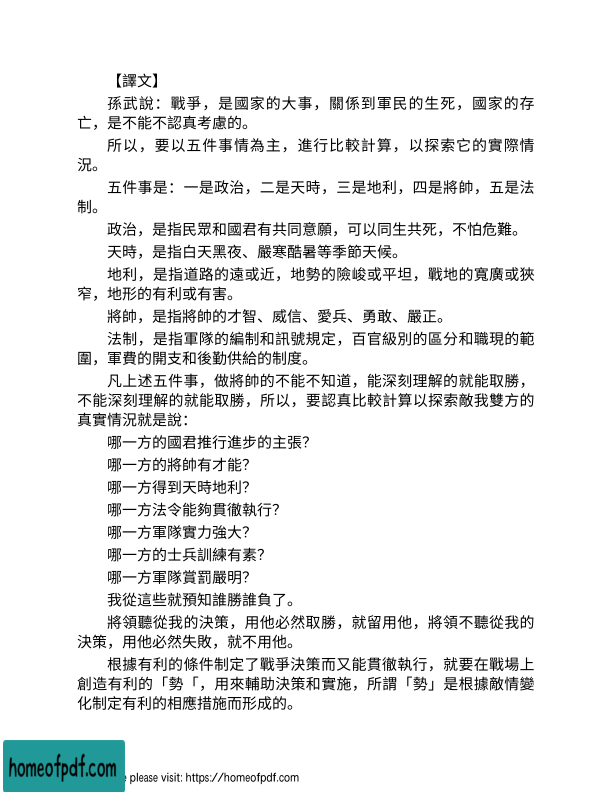 【譯文】
孫武說：戰爭，是國家的大事，關係到軍民的生死，國家的存
亡，是不能不認真考慮的。
所以，要以五件事情為主，進行比較計算，以探索它的實際情
況。
五件事是：一是政治，二是天時，三是地利，四是將帥，五是法
制。
政治，是指民眾和國君有共同意願，可以同生共死，不怕危難。
天時，是指白天黑夜、嚴寒酷暑等季節天候。
地利，是指道路的遠或近，地勢的險峻或平坦，戰地的寬廣或狹
窄，地形的有利或有害。
將帥，是指將帥的才智、威信、愛兵、勇敢、嚴正。
法制，是指軍隊的編制和訊號規定，百官級別的區分和職現的範
圍，軍費的開支和後勤供給的制度。
凡上述五件事，做將帥的不能不知道，能深刻理解的就能取勝，
不能深刻理解的就能取勝，所以，要認真比較計算以探索敵我雙方的
真實情況就是說：
哪一方的國君推行進步的主張？
哪一方的將帥有才能？
哪一方得到天時地利？
哪一方法令能夠貫徹執行？
哪一方軍隊實力強大？
哪一方的士兵訓練有素？
哪一方軍隊賞罰嚴明？
我從這些就預知誰勝誰負了。
將領聽從我的決策，用他必然取勝，就留用他，將領不聽從我的
決策，用他必然失敗，就不用他。
根據有利的條件制定了戰爭決策而又能貫徹執行，就要在戰場上
創造有利的「勢「，用來輔助決策和實施，所謂「勢」是根據敵情變
化制定有利的相應措施而形成的。
homeofpdf.com
please visit: https://homeofpdf.com